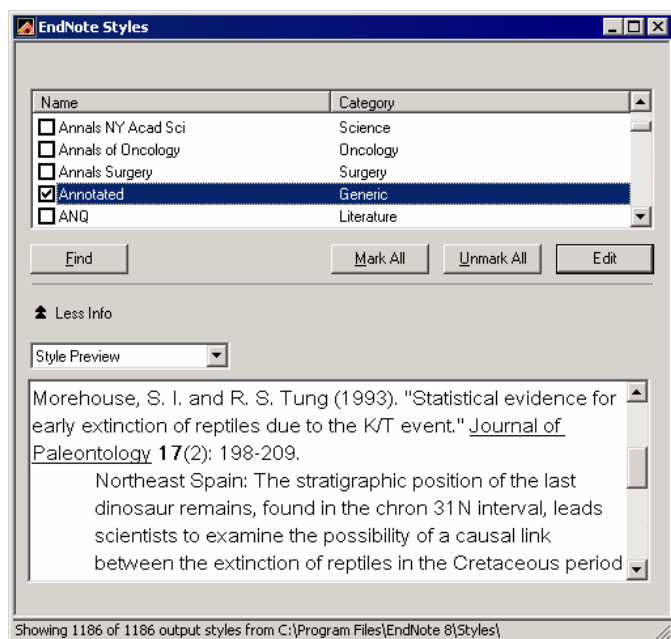 EndNote Styles
Name Category
Annals NY Acad Sci Science
Annals of Oncology Oncology
Annals Surgery Surgery
Annotated Generic
ANQ Literature
Find Mark All Unmark All Edit
Less Info
Style Preview
Morehouse, S. I. and R. S. Tung (1993). "Statistical evidence for
early extinction of reptiles due to the K/T event." Journal of
Paleontology 17(2): 198-209.
Northeast Spain: The stratigraphic position of the last
dinosaur remains, found in the chron 31N interval, leads
scientists to examine the possibility of a causal link
between the extinction of reptiles in the Cretaceous period
Showing 1186 of 1186 output styles from C:\Program Files\EndNote 8\Styles\